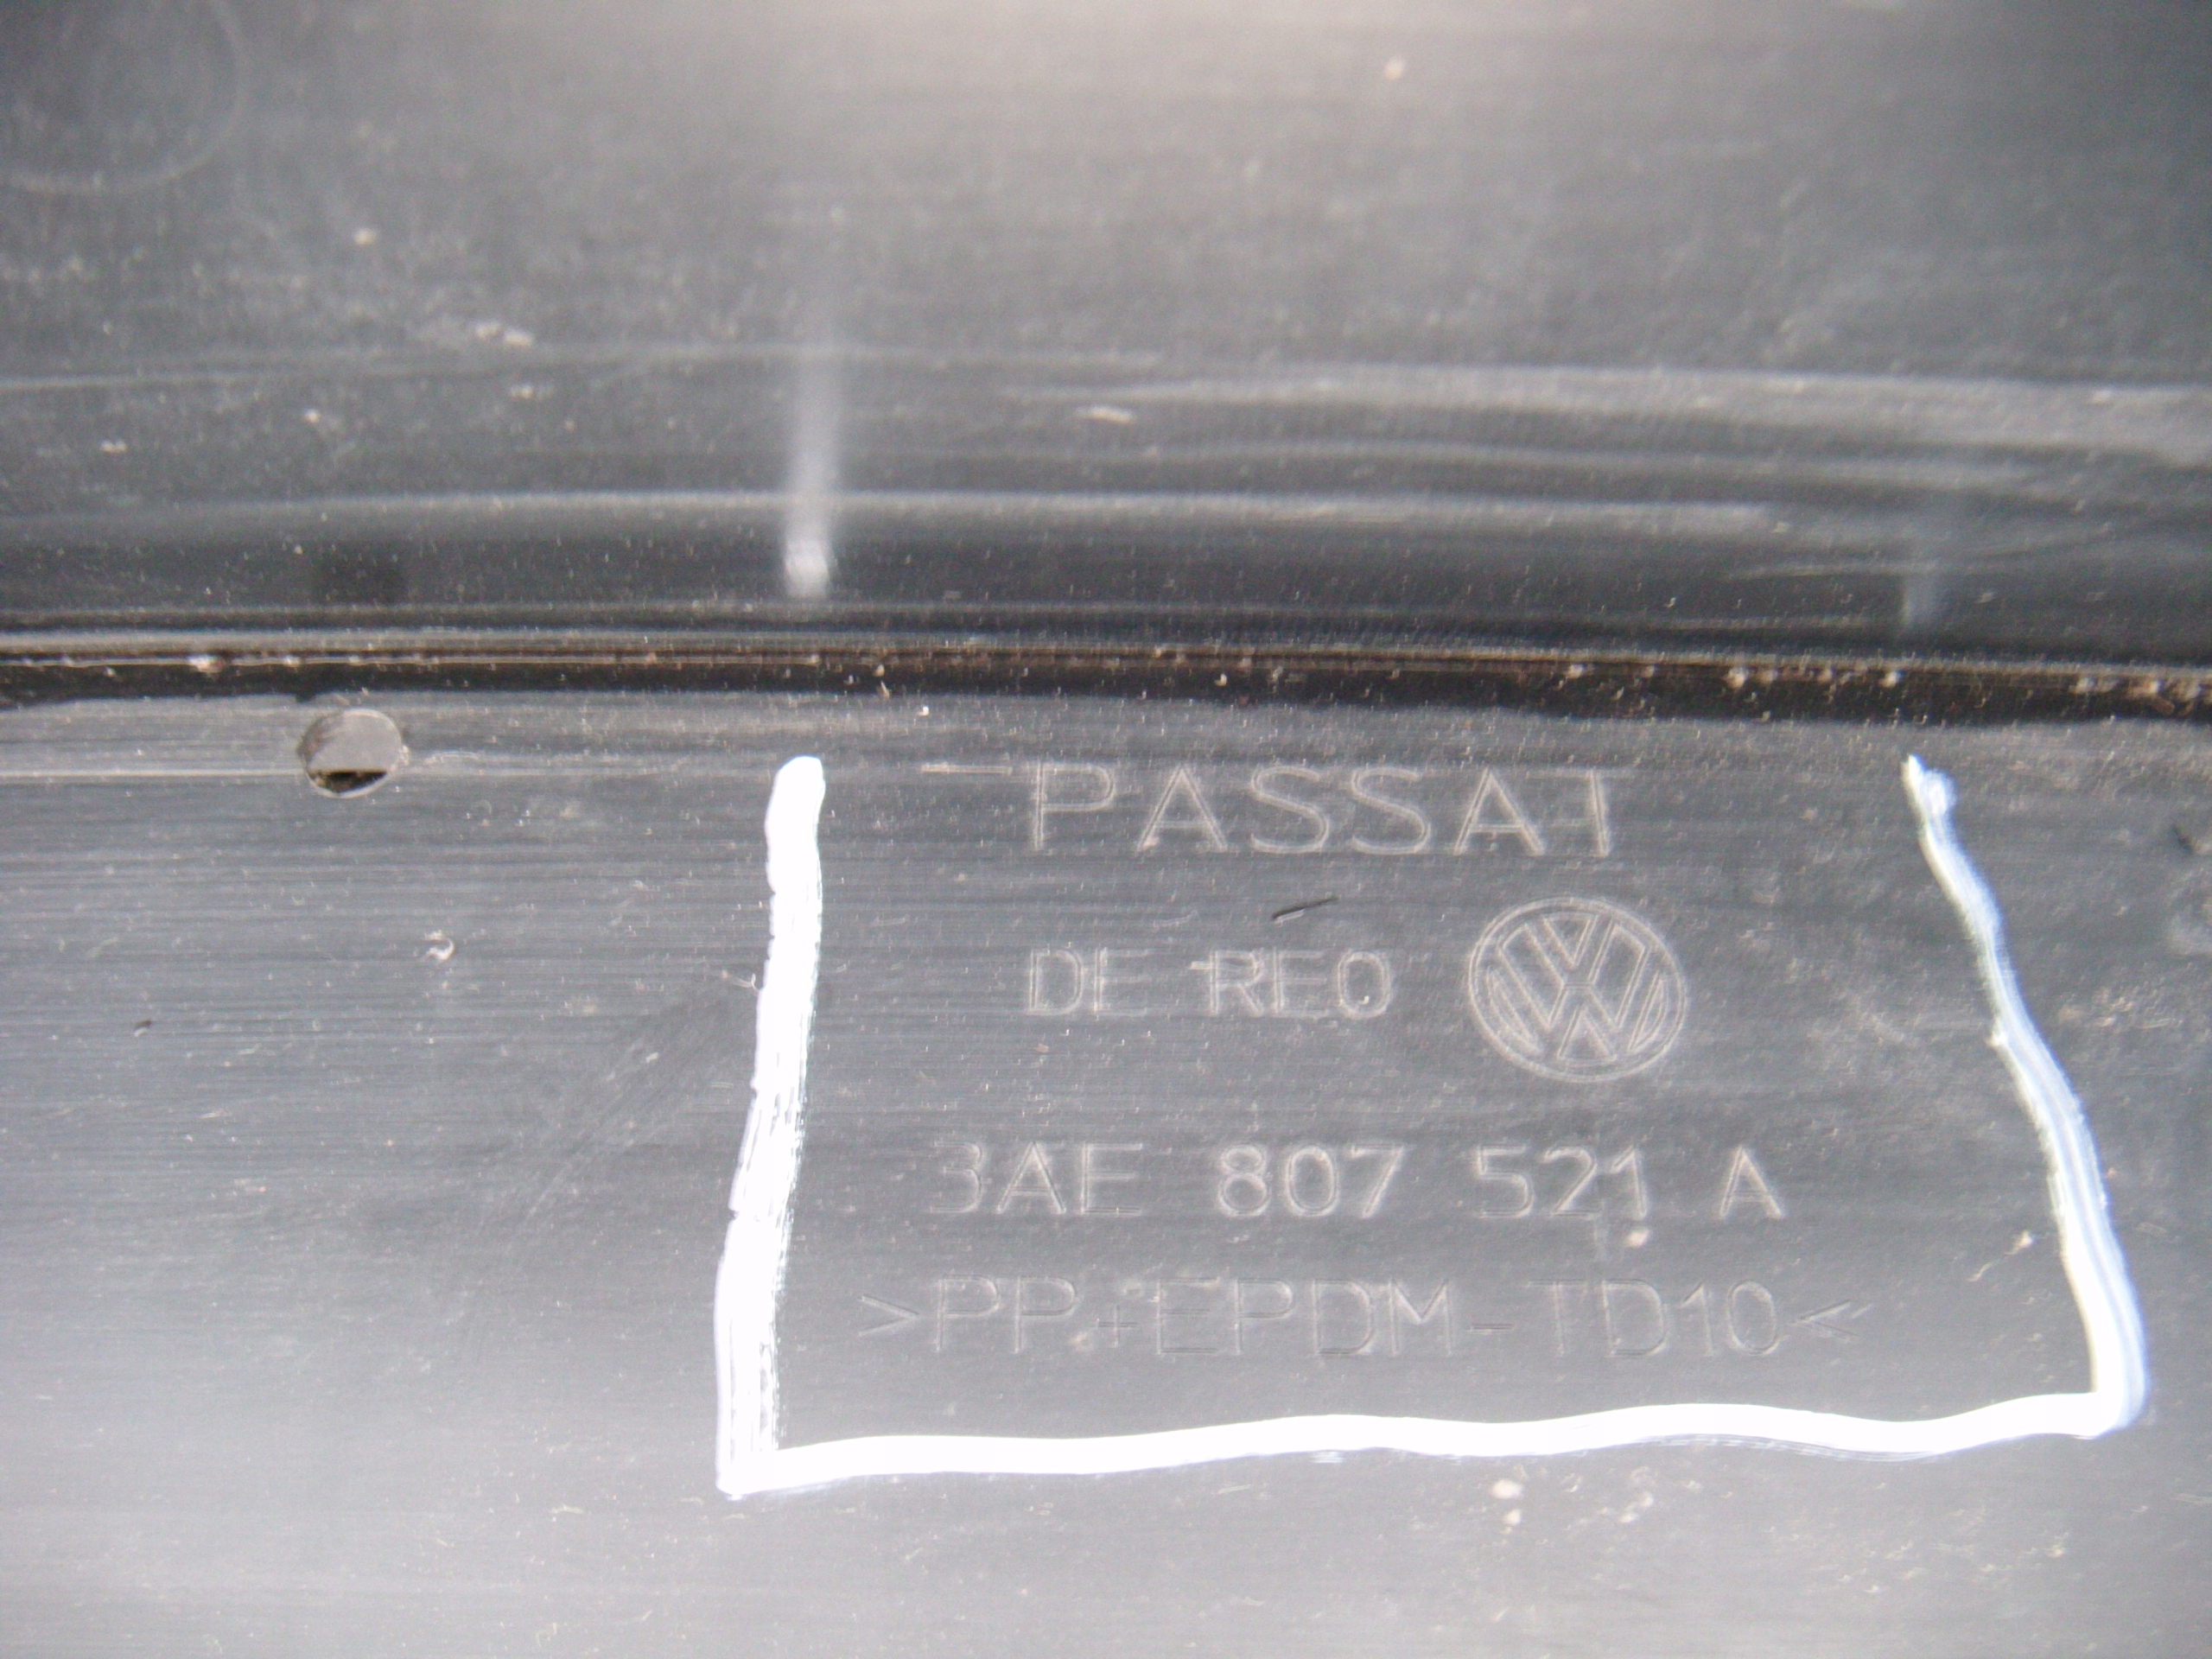 PASSAT
DE REO
3AE 807 521 A
>PP+EPDM-TD10<